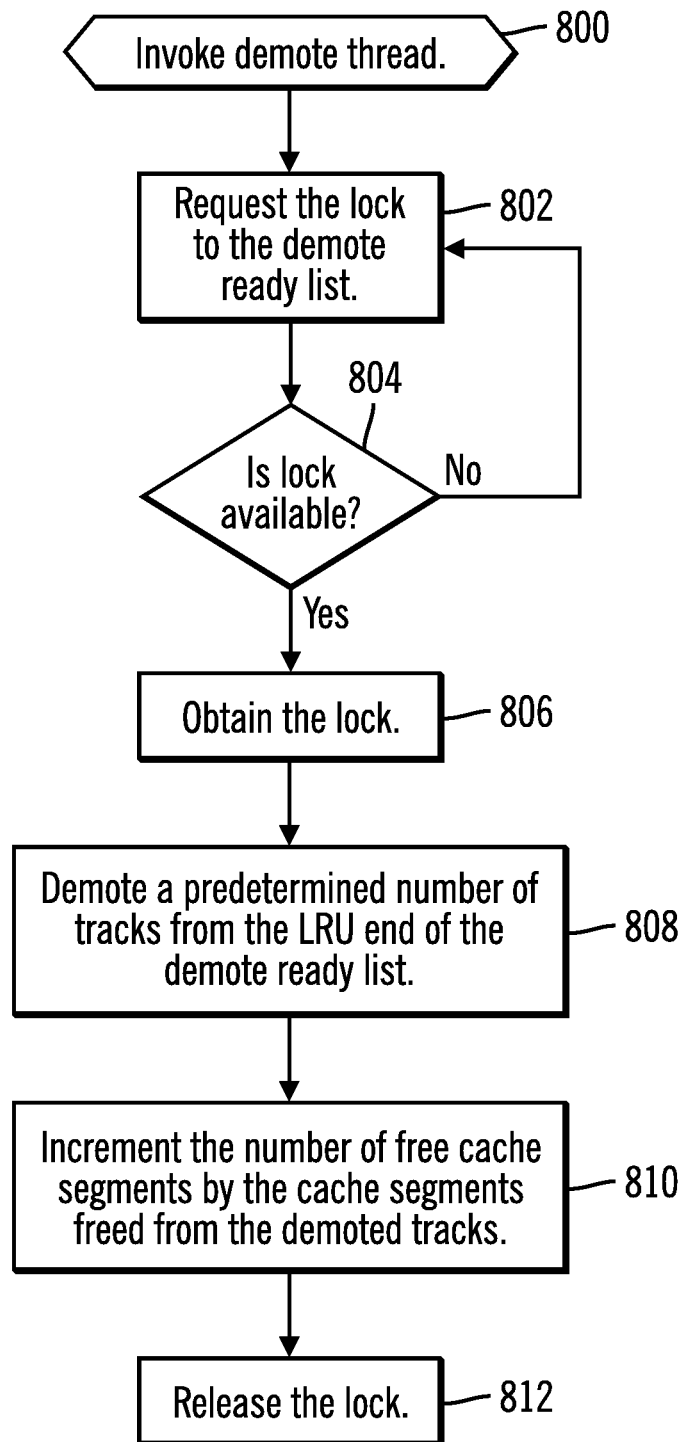 Invoke demote thread.
800
Request the lock
to the demote
ready list.
802
804
Is lock
available?
No
Yes
Obtain the lock.
806
Demote a predetermined number of
tracks from the LRU end of the
demote ready list.
808
Increment the number of free cache
segments by the cache segments
freed from the demoted tracks.
810
Release the lock.
812